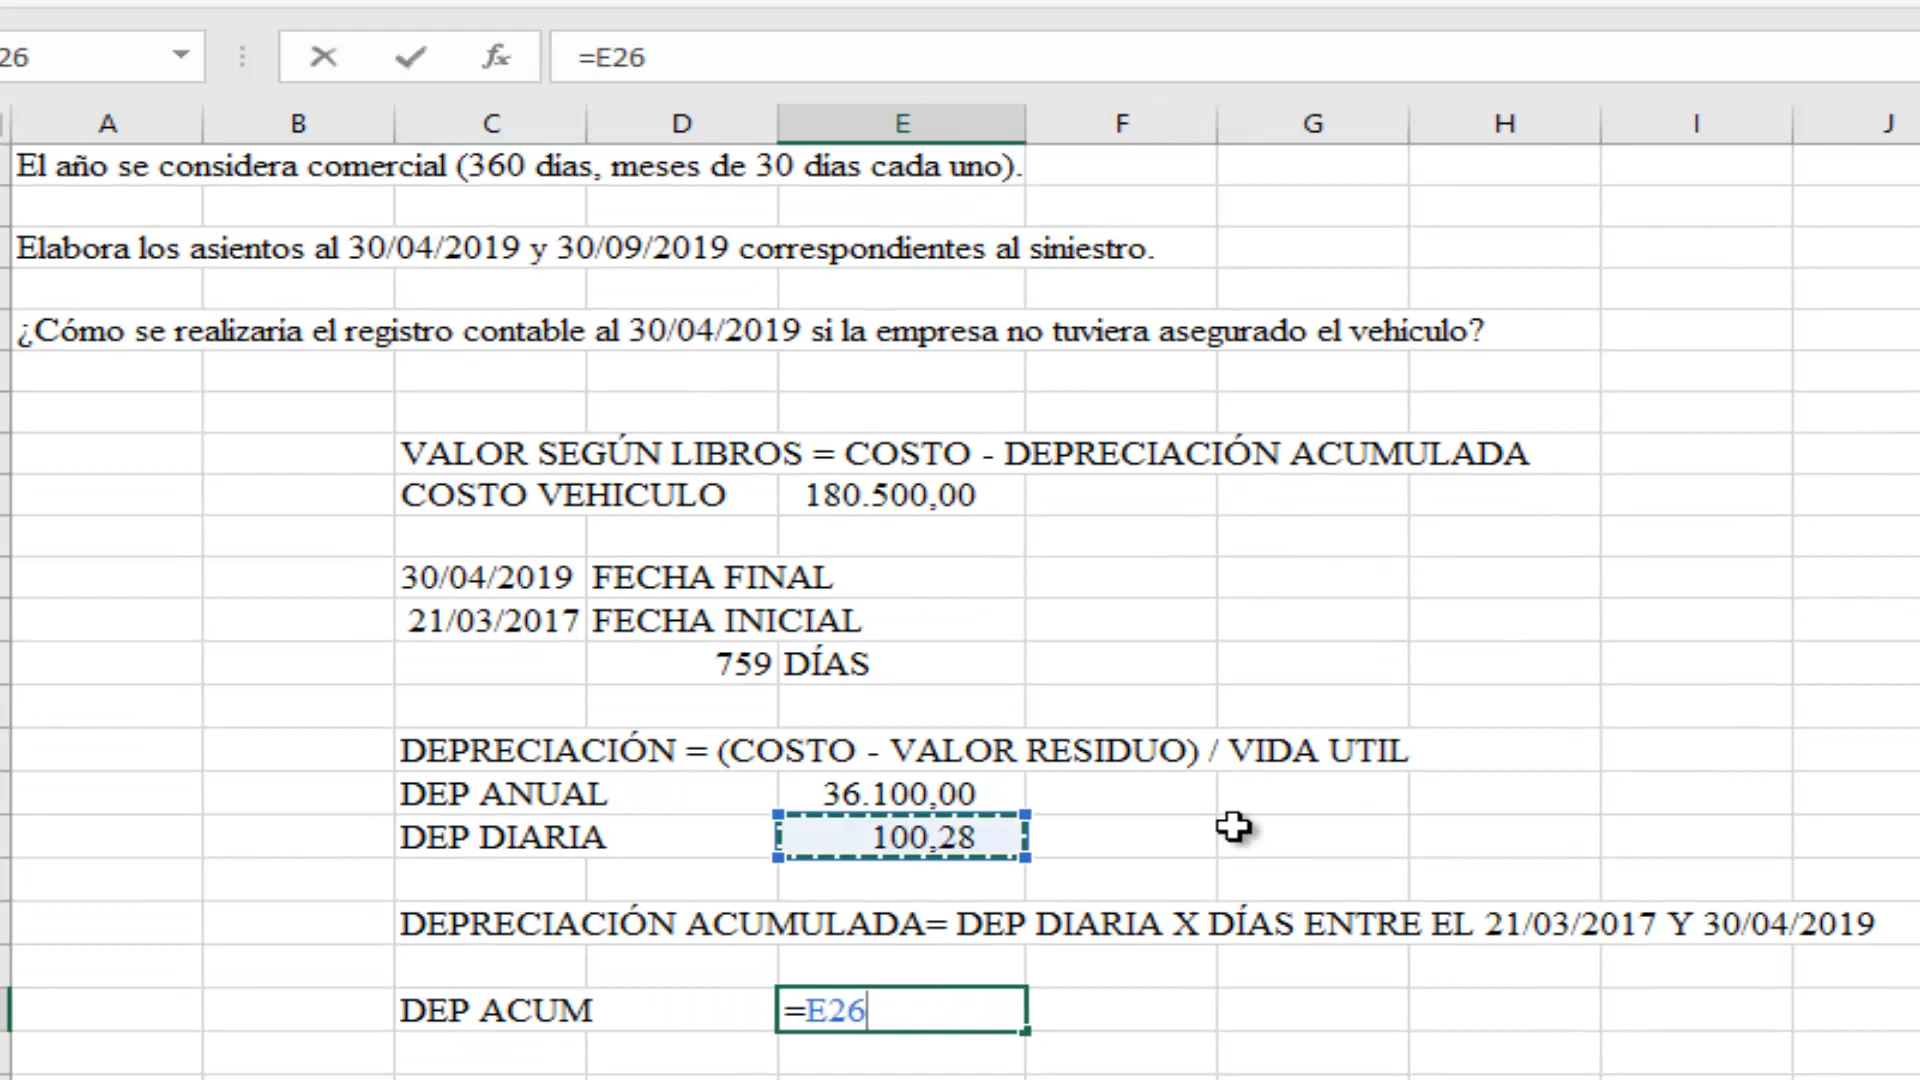 26
fx
=E26
A B C D E F G H I J
El año se considera comercial (360 días, meses de 30 días cada uno).
Elabora los asientos al 30/04/2019 y 30/09/2019 correspondientes al siniestro.
¿Cómo se realizaría el registro contable al 30/04/2019 si la empresa no tuviera asegurado el vehículo?
VALOR SEGÚN LIBROS = COSTO - DEPRECIACIÓN ACUMULADA
COSTO VEHICULO 180.500,00
30/04/2019 FECHA FINAL
21/03/2017 FECHA INICIAL
759 DÍAS
DEPRECIACIÓN = (COSTO - VALOR RESIDUO) / VIDA UTIL
DEP ANUAL 36.100,00
DEP DIARIA 100,28
DEPRECIACIÓN ACUMULADA= DEP DIARIA X DÍAS ENTRE EL 21/03/2017 Y 30/04/2019
DEP ACUM =E26